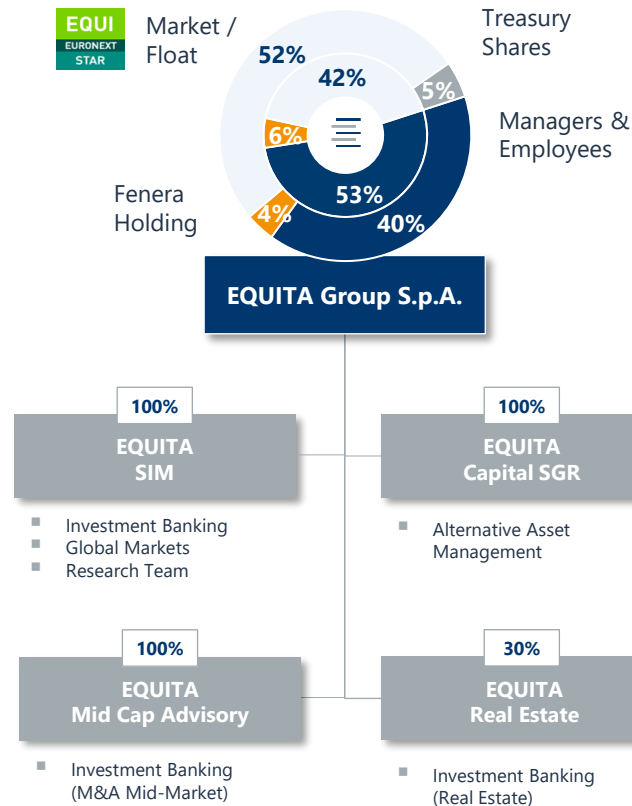 EQUI
EURONEXT
STAR
Market /
Float
Treasury
Shares
52%
42%
5%
Managers &
Employees
6%
Fenera
Holding
53%
4%
40%
EQUITA Group S.p.A.
100%
EQUITA
SIM
Investment Banking
Global Markets
Research Team
100%
EQUITA
Capital SGR
Alternative Asset
Management
100%
EQUITA
Mid Cap Advisory
Investment Banking
(M&A Mid-Market)
30%
EQUITA
Real Estate
Investment Banking
(Real Estate)